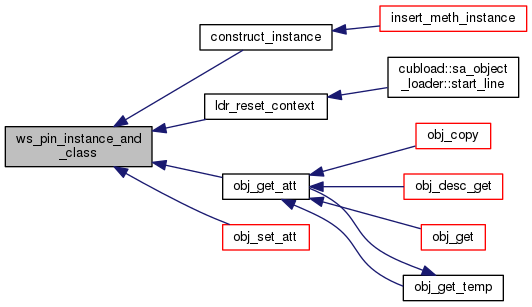 insert_meth_instance
construct_instance
cubload::sa_object
_loader::start_line
ldr_reset_context
ws_pin_instance_and
_class
obj_copy
obj_get_att
obj_desc_get
obj_set_att
obj_get
obj_get_temp